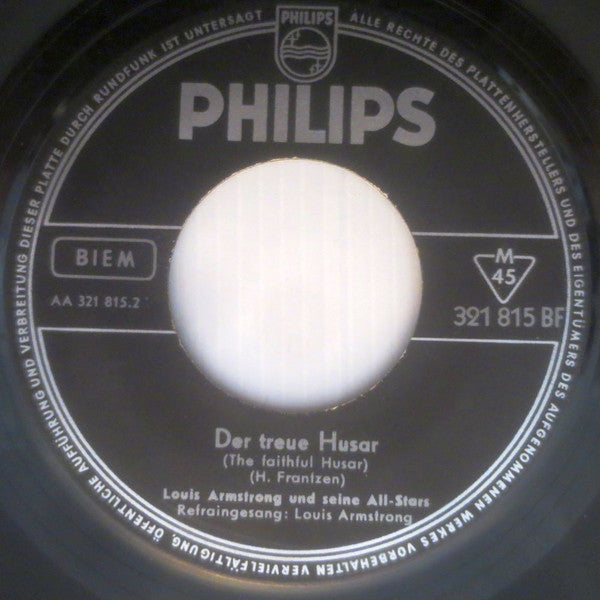 ALLE RECHTE DES PLATTENHERSTELLERS UND DES EIGENTÜMERS DES AUFGENOMMENEN WERKES VORBEHALTEN VERVIELFÄLTIGUNG, ÖFFENTLICHE AUFFÜHRUNG UND VERBREITUNG DIESER PLATTE DURCH RUNDFUNK IST UNTERSAGT
PHILIPS
PHILIPS
BIEM
M
45
AA 321 815.2
321 815 BF
Der treue Husar
(The faithful Husar)
(H. Frantzen)
Louis Armstrong und seine All-Stars
Refraingesang: Louis Armstrong